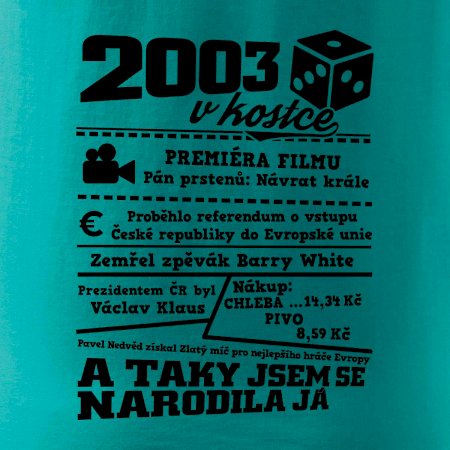 2003
v kostce
PREMIÉRA FILMU
Pán prstenů: Návrat krále
€
Proběhlo referendum o vstupu
České republiky do Evropské unie
Zemřel zpěvák Barry White
Prezidentem ČR byl
Václav Klaus
Nákup:
CHLEBA ...14,34 Kč
PIVO
8,59 Kč
Pavel Nedvěd získal Zlatý míč pro nejlepšího hráče Evropy
A TAKY JSEM SE
NARODILA JÁ